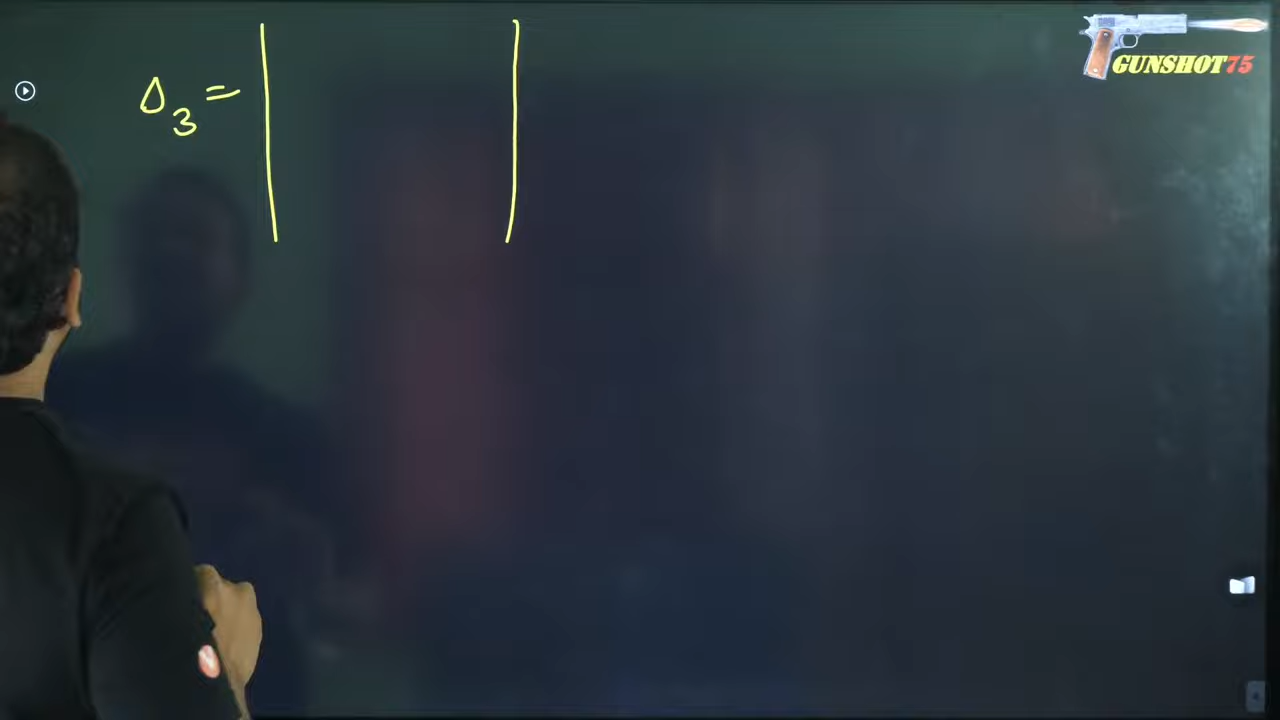 GUNSHOT75
Δ₃ = | |